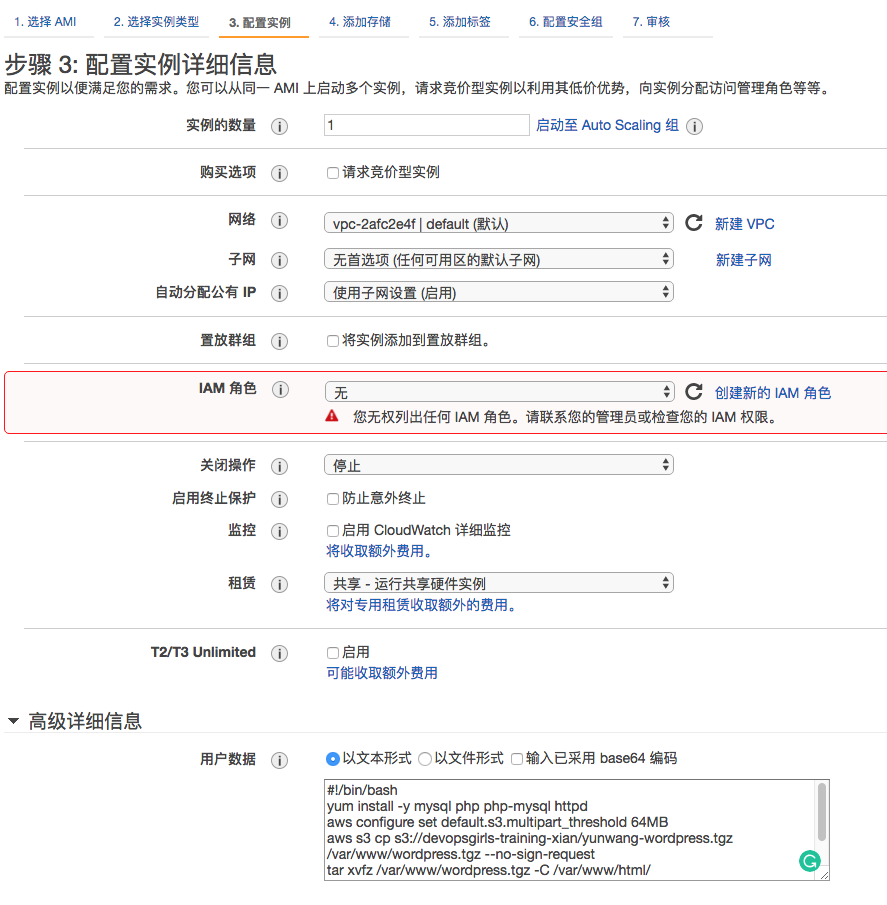 1. 选择 AMI 2. 选择实例类型 3. 配置实例 4. 添加存储 5. 添加标签 6. 配置安全组 7. 审核
步骤 3: 配置实例详细信息
配置实例以便满足您的需求。您可以从同一 AMI 上启动多个实例，请求竞价型实例以利用其低价优势，向实例分配访问管理角色等等。
实例的数量 1 启动至 Auto Scaling 组
购买选项 请求竞价型实例
网络 vpc-2afc2e4f | default (默认) 新建 VPC
子网 无首选项 (任何可用区的默认子网) 新建子网
自动分配公有 IP 使用子网设置 (启用)
置放群组 将实例添加到置放群组。
IAM 角色 无 创建新的 IAM 角色
您无权列出任何 IAM 角色。请联系您的管理员或检查您的 IAM 权限。
关闭操作 停止
启用终止保护 防止意外终止
监控 启用 CloudWatch 详细监控
将收取额外费用。
租赁 共享 - 运行共享硬件实例
将对专用租赁收取额外的费用。
T2/T3 Unlimited 启用
可能收取额外费用
高级详细信息
用户数据 以文本形式 以文件形式 输入已采用 base64 编码
#!/bin/bash
yum install -y mysql php php-mysql httpd
aws configure set default.s3.multipart_threshold 64MB
aws s3 cp s3://devopsgirls-training-xian/yunwang-wordpress.tgz
/var/www/wordpress.tgz --no-sign-request
tar xvfz /var/www/wordpress.tgz -C /var/www/html/